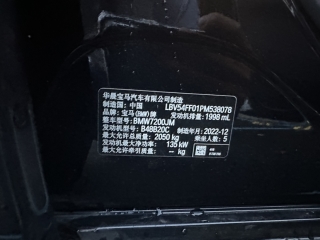 华晨宝马汽车有限公司制造
制造国：中国 LBV54FF01PM538078
品牌：宝马(BMW)牌 发动机排量：1998 mL
整车型号：BMW7200JM
发动机型号：B48B20C 制造年月：2022-12
最大允许总质量：2050 kg 乘坐人数：5
发动机最大净功率：135 kW
最大允许牵引质量：-- kg